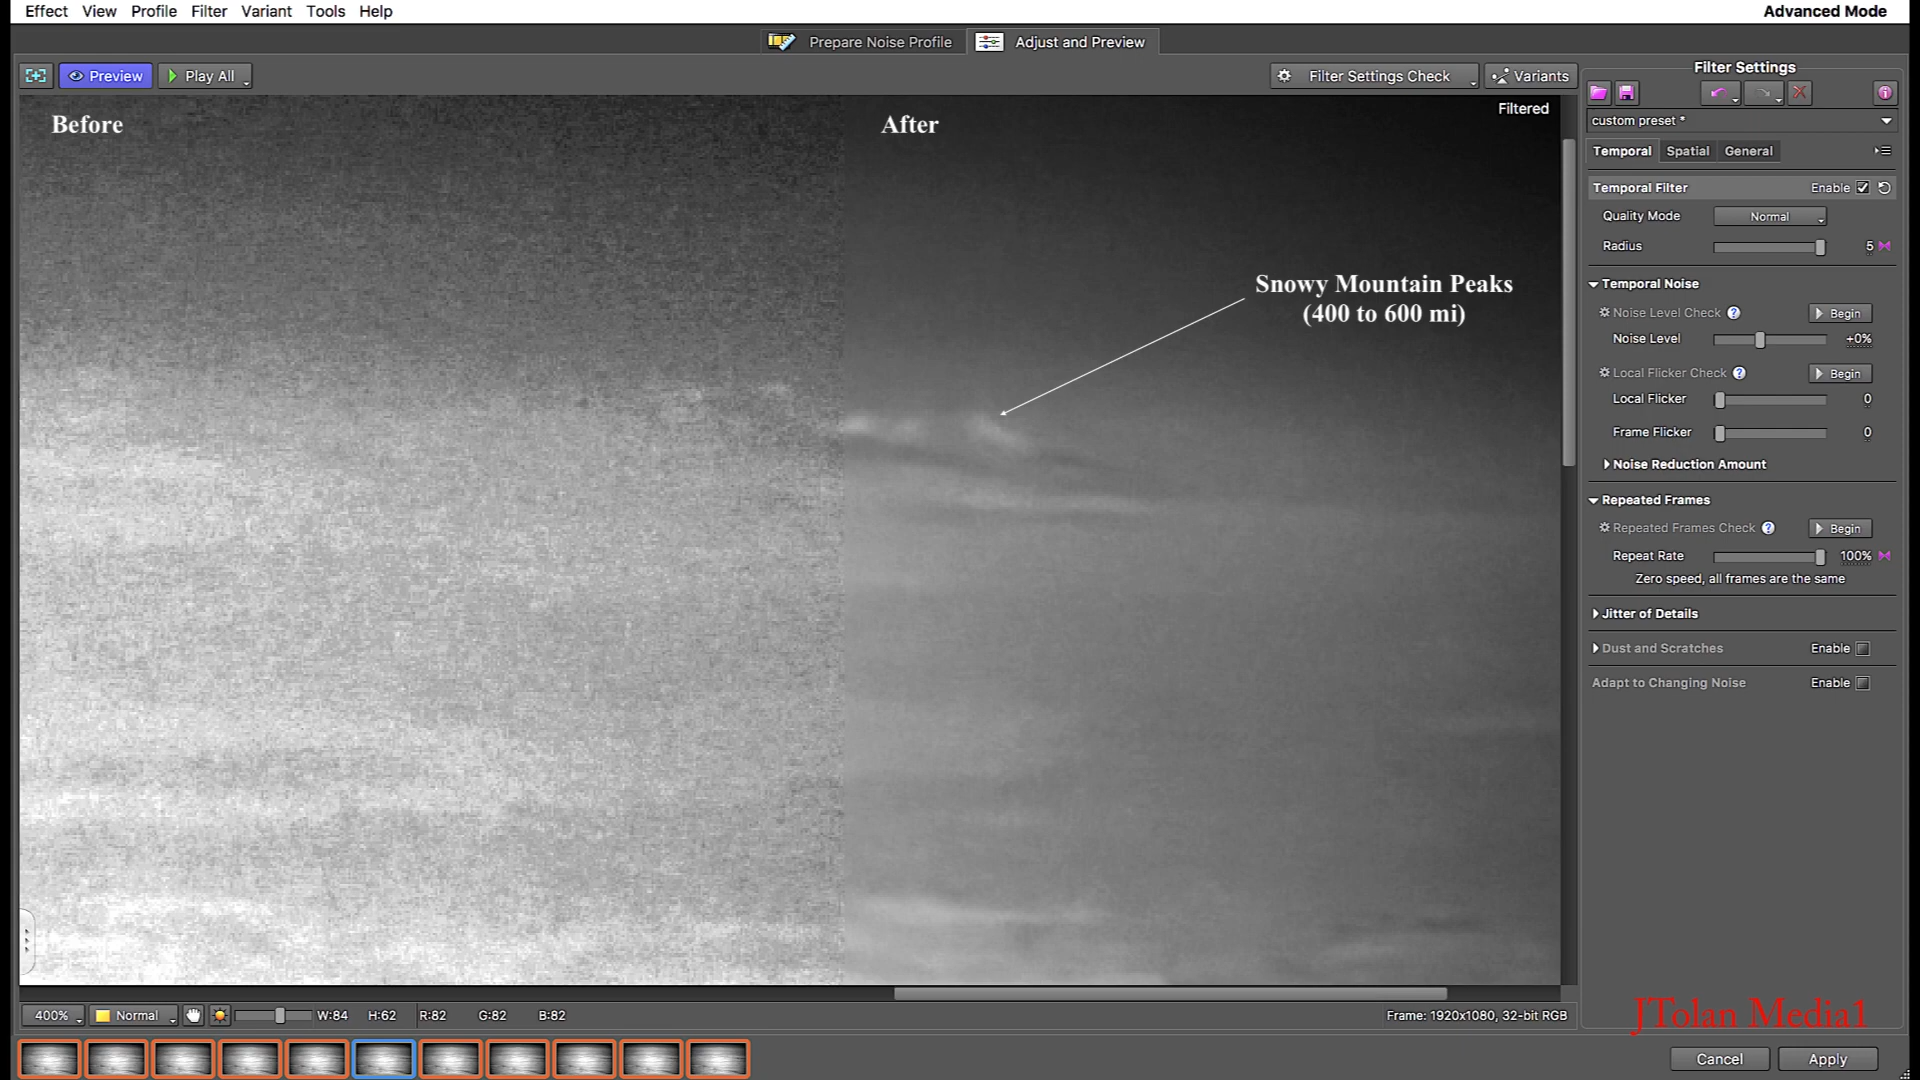 Effect View Profile Filter Variant Tools Help
Advanced Mode
Prepare Noise Profile
Adjust and Preview
Preview
Play All
Filter Settings Check
Variants
Filter Settings
Before
After
Filtered
custom preset *
Temporal Spatial General
Temporal Filter Enable
Quality Mode Normal
Radius 5
Snowy Mountain Peaks
(400 to 600 mi)
Temporal Noise
Noise Level Check ? Begin
Noise Level +0%
Local Flicker Check ? Begin
Local Flicker 0
Frame Flicker 0
Noise Reduction Amount
Repeated Frames
Repeated Frames Check ? Begin
Repeat Rate 100%
Zero speed, all frames are the same
Jitter of Details
Dust and Scratches Enable
Adapt to Changing Noise Enable
400% Normal W:84 H:62 R:82 G:82 B:82
Frame: 1920x1080, 32-bit RGB
JTolan Media1
Cancel Apply